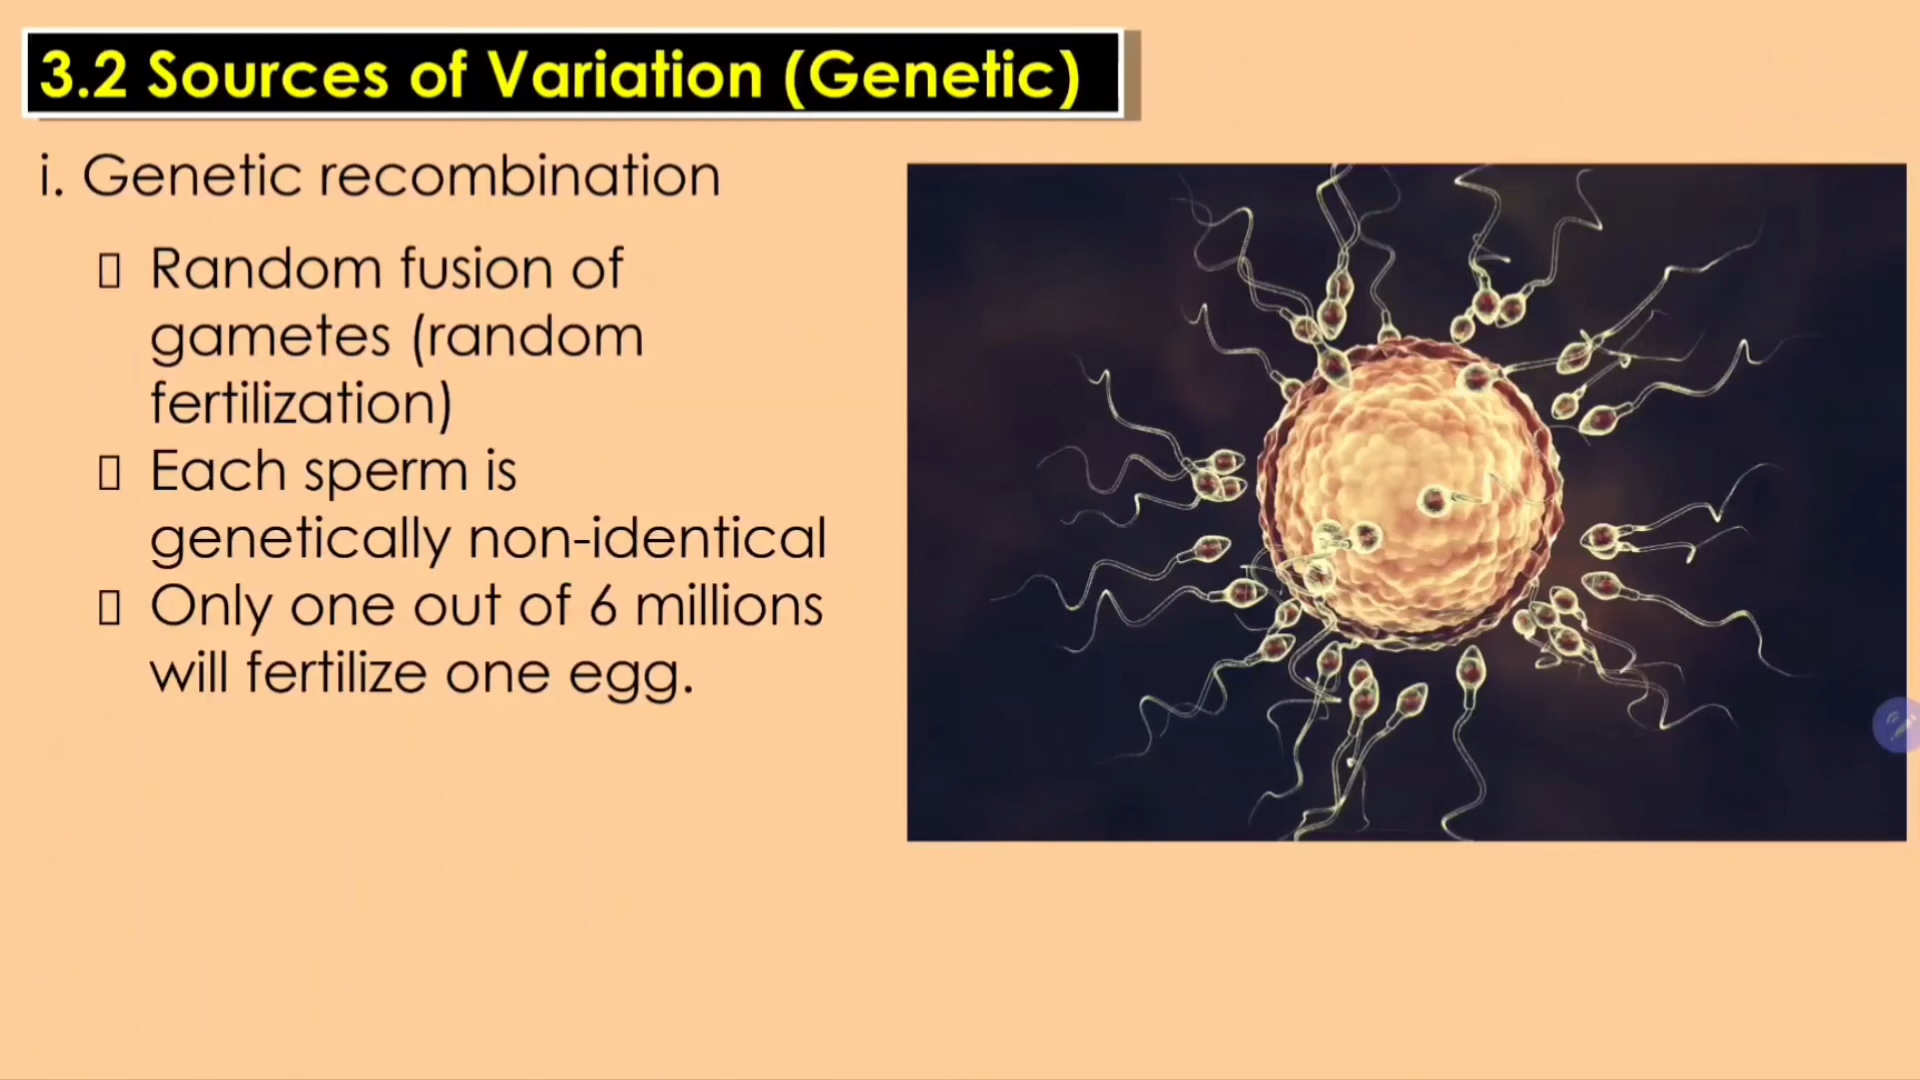 3.2 Sources of Variation (Genetic)
i. Genetic recombination
Random fusion of
gametes (random
fertilization)
Each sperm is
genetically non-identical
Only one out of 6 millions
will fertilize one egg.